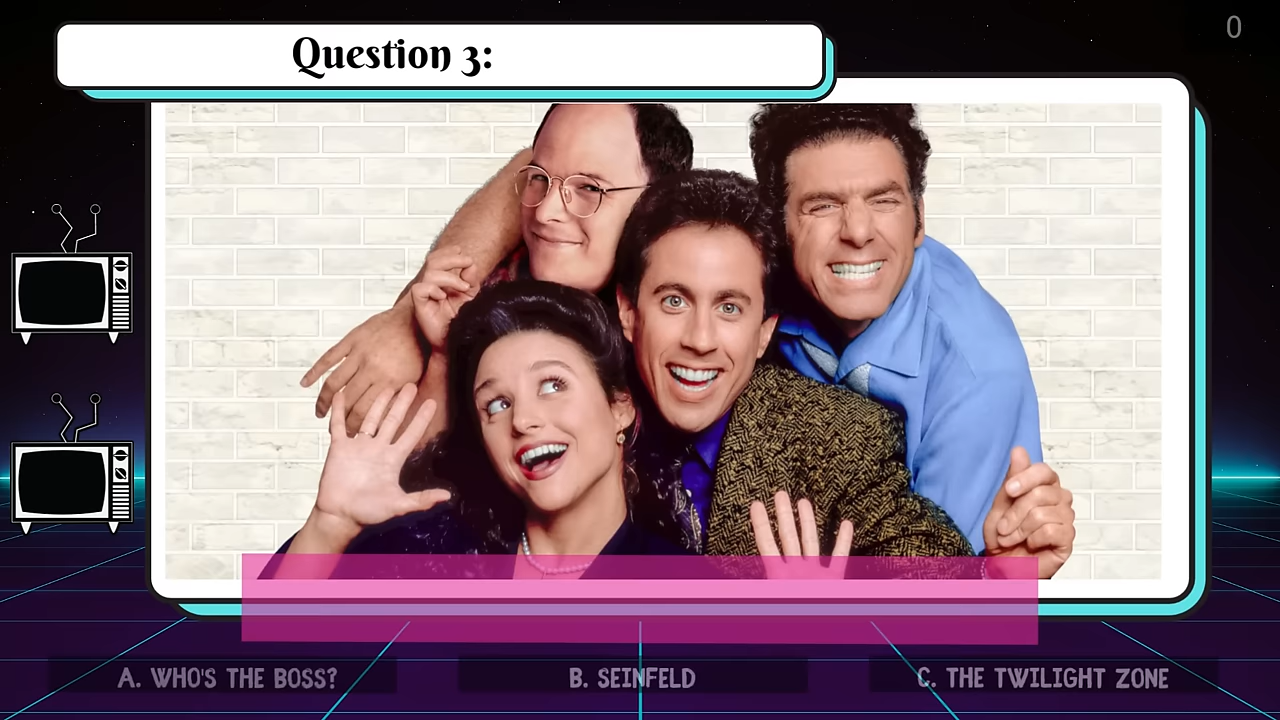 0
Question 3:
A. WHO'S THE BOSS?
B. SEINFELD
C. THE TWILIGHT ZONE